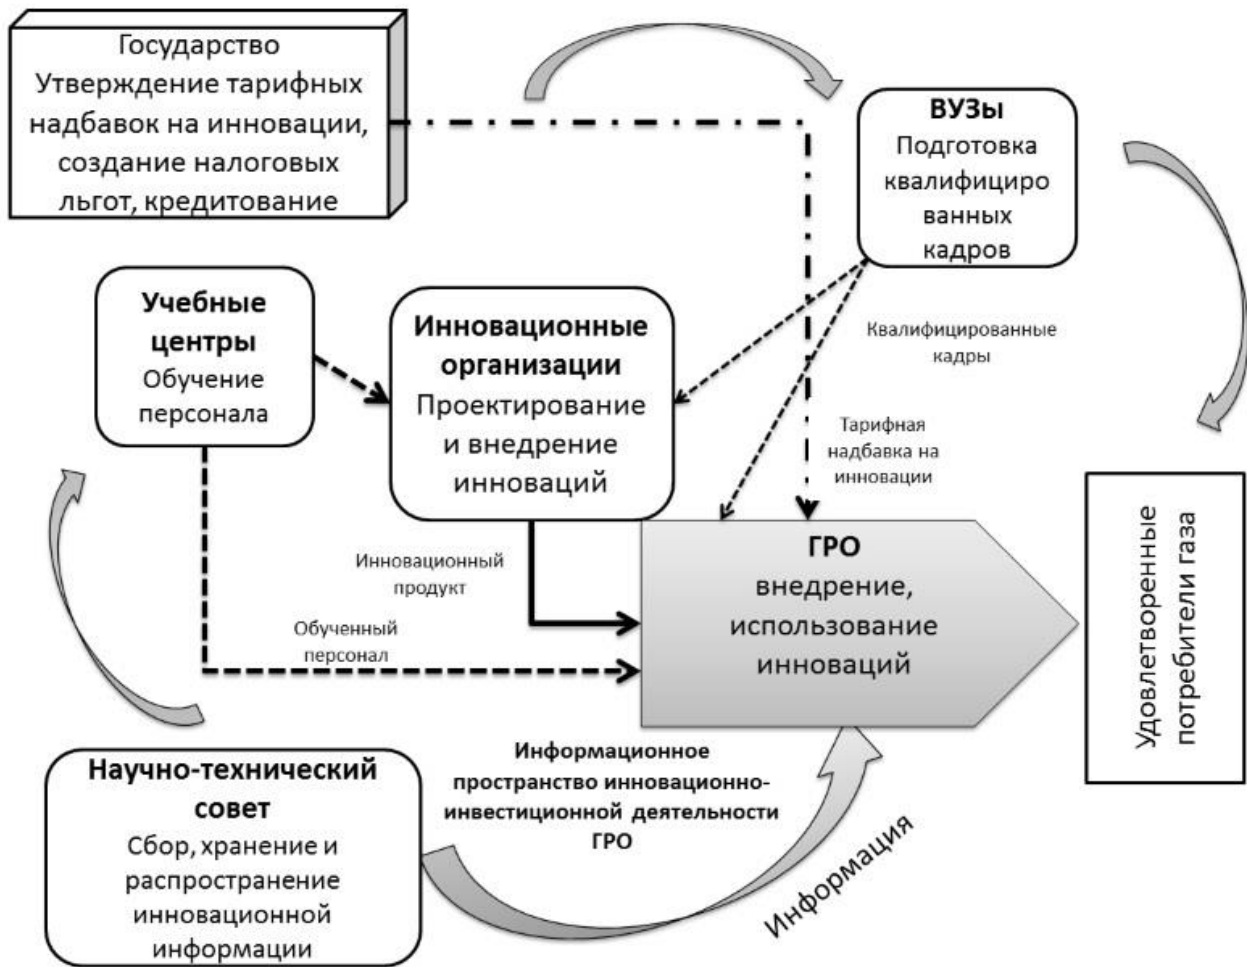 Государство
Утверждение тарифных
надбавок на инновации,
создание налоговых
льгот, кредитование
ВУЗы
Подготовка
квалифициро
ванных
кадров
Учебные
центры
Обучение
персонала
Инновационные
организации
Проектирование
и внедрение
инноваций
Квалифицированные
кадры
Тарифная
надбавка на
инновации
Инновационный
продукт
Обученный
персонал
ГРО
внедрение,
использование
инноваций
Удовлетворенные
потребители газа
Научно-технический
совет
Сбор, хранение и
распространение
инновационной
информации
Информационное
пространство инновационно-
инвестиционной деятельности
ГРО
Информация